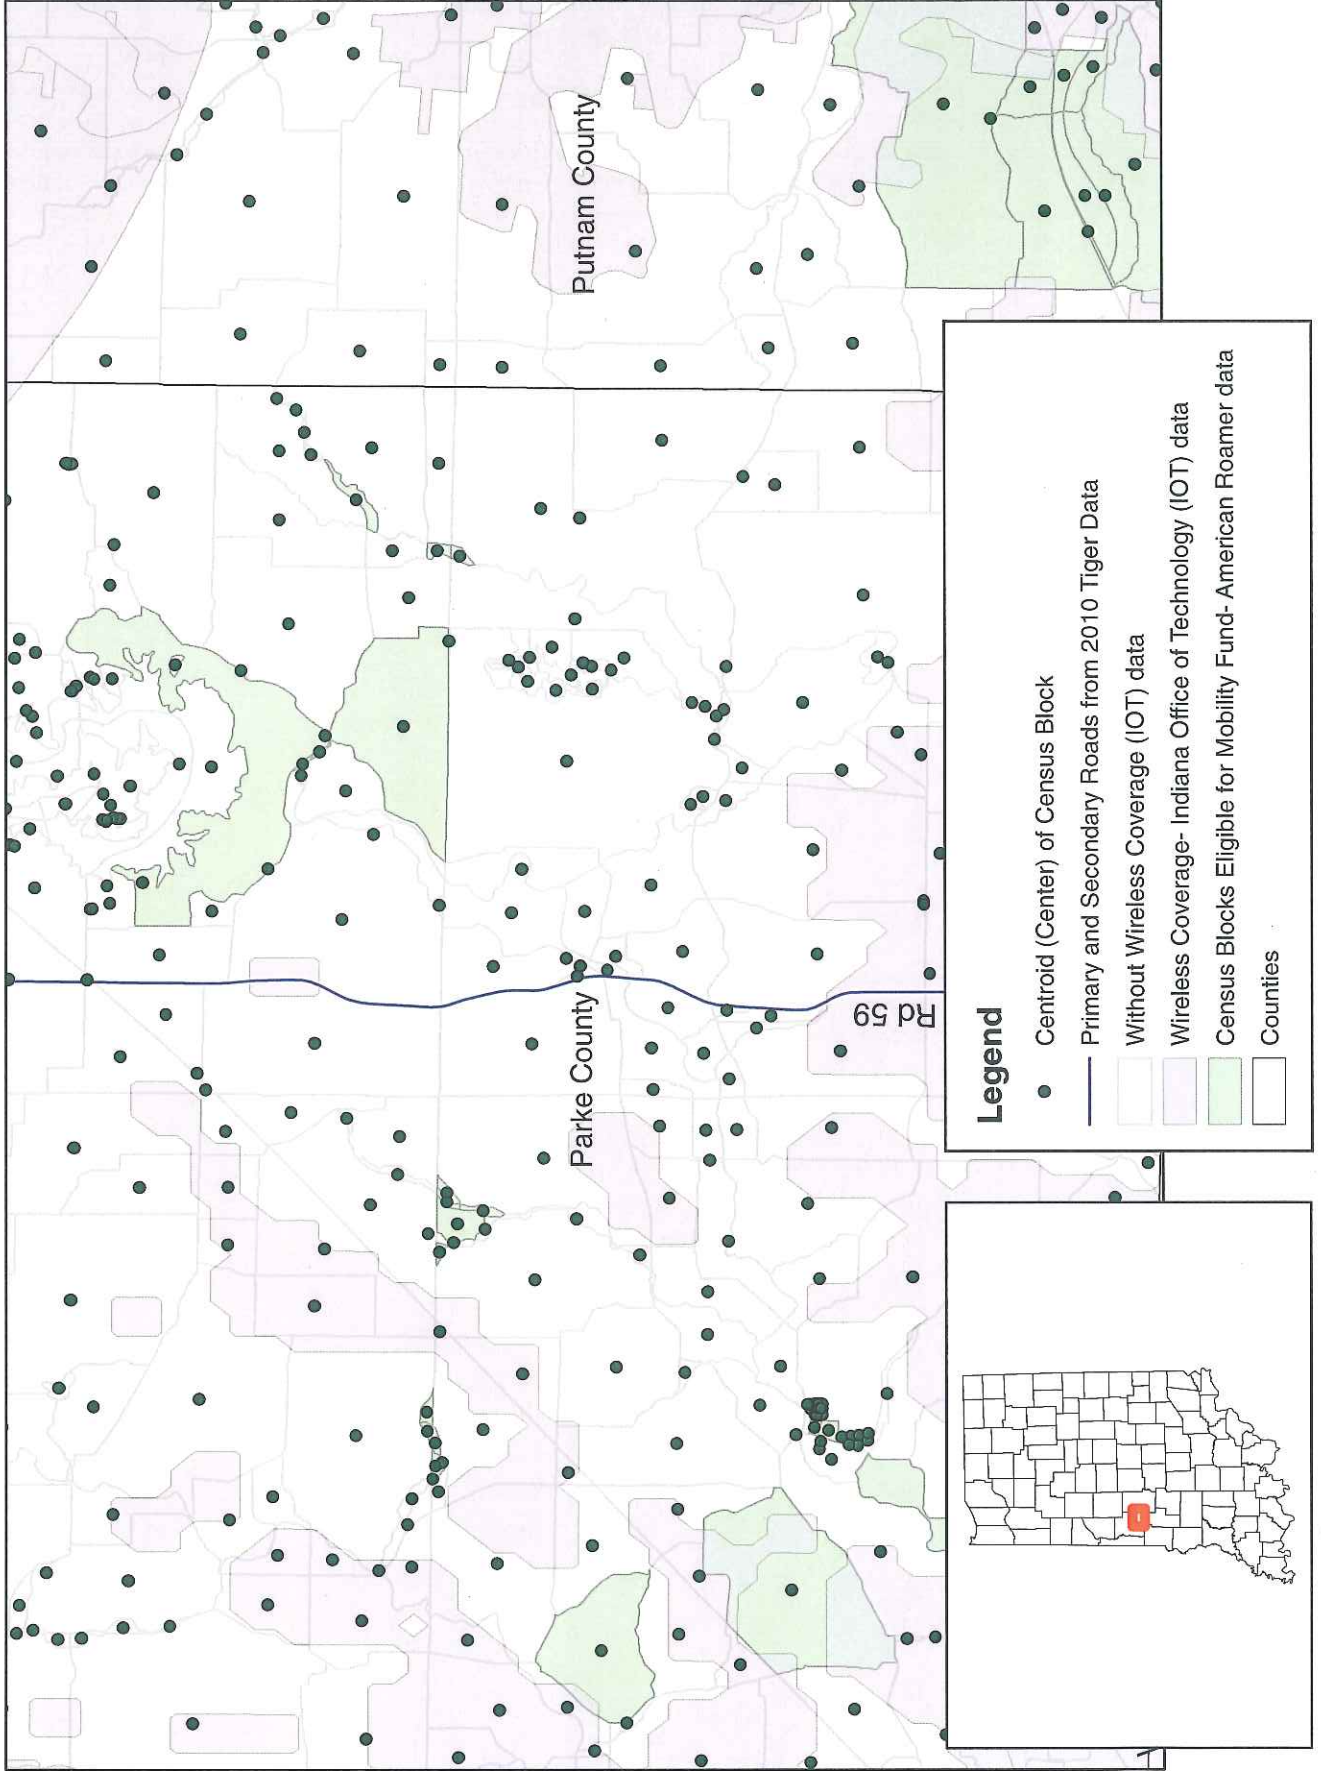 Putnam County
Parke County
Rd 59
Legend
Centroid (Center) of Census Block
Primary and Secondary Roads from 2010 Tiger Data
Without Wireless Coverage (IOT) data
Wireless Coverage- Indiana Office of Technology (IOT) data
Census Blocks Eligible for Mobility Fund- American Roamer data
Counties